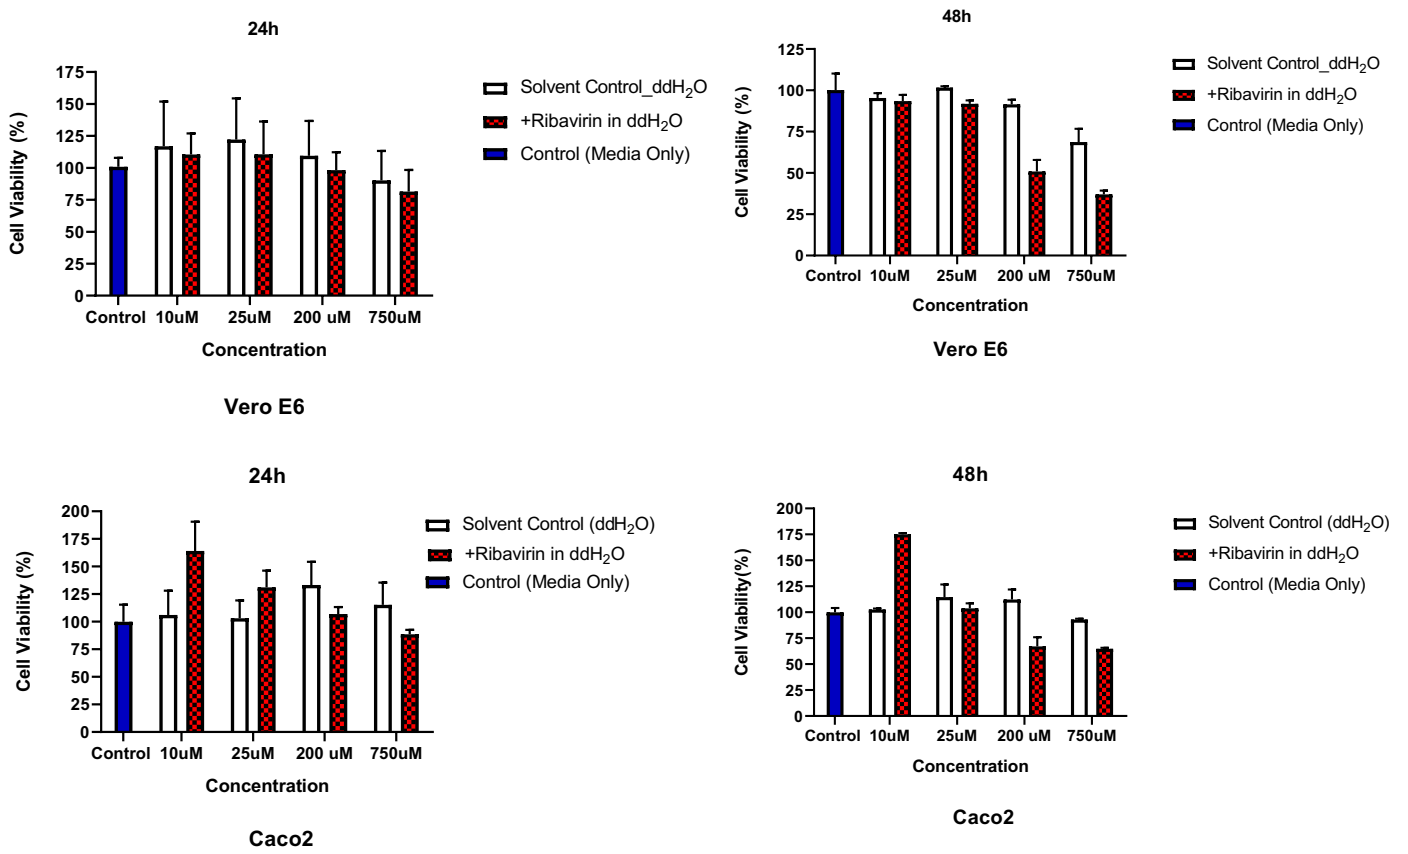 24h
175
150
125
100
75
50
25
0
Cell Viability (%)
Control 10uM 25uM 200 uM 750uM
Concentration
Vero E6
Solvent Control_ddH2O
+Ribavirin in ddH2O
Control (Media Only)
48h
125
100
75
50
25
0
Cell Viability (%)
Control 10uM 25uM 200 uM 750uM
Concentration
Vero E6
Solvent Control_ddH2O
+Ribavirin in ddH2O
Control (Media Only)
24h
200
175
150
125
100
75
50
25
0
Cell Viability (%)
Control 10uM 25uM 200 uM 750uM
Concentration
Caco2
Solvent Control (ddH2O)
+Ribavirin in ddH2O
Control (Media Only)
48h
200
175
150
125
100
75
50
25
0
Cell Viability(%)
Control 10uM 25uM 200 uM 750uM
Concentration
Caco2
Solvent Control (ddH2O)
+Ribavirin in ddH2O
Control (Media Only)